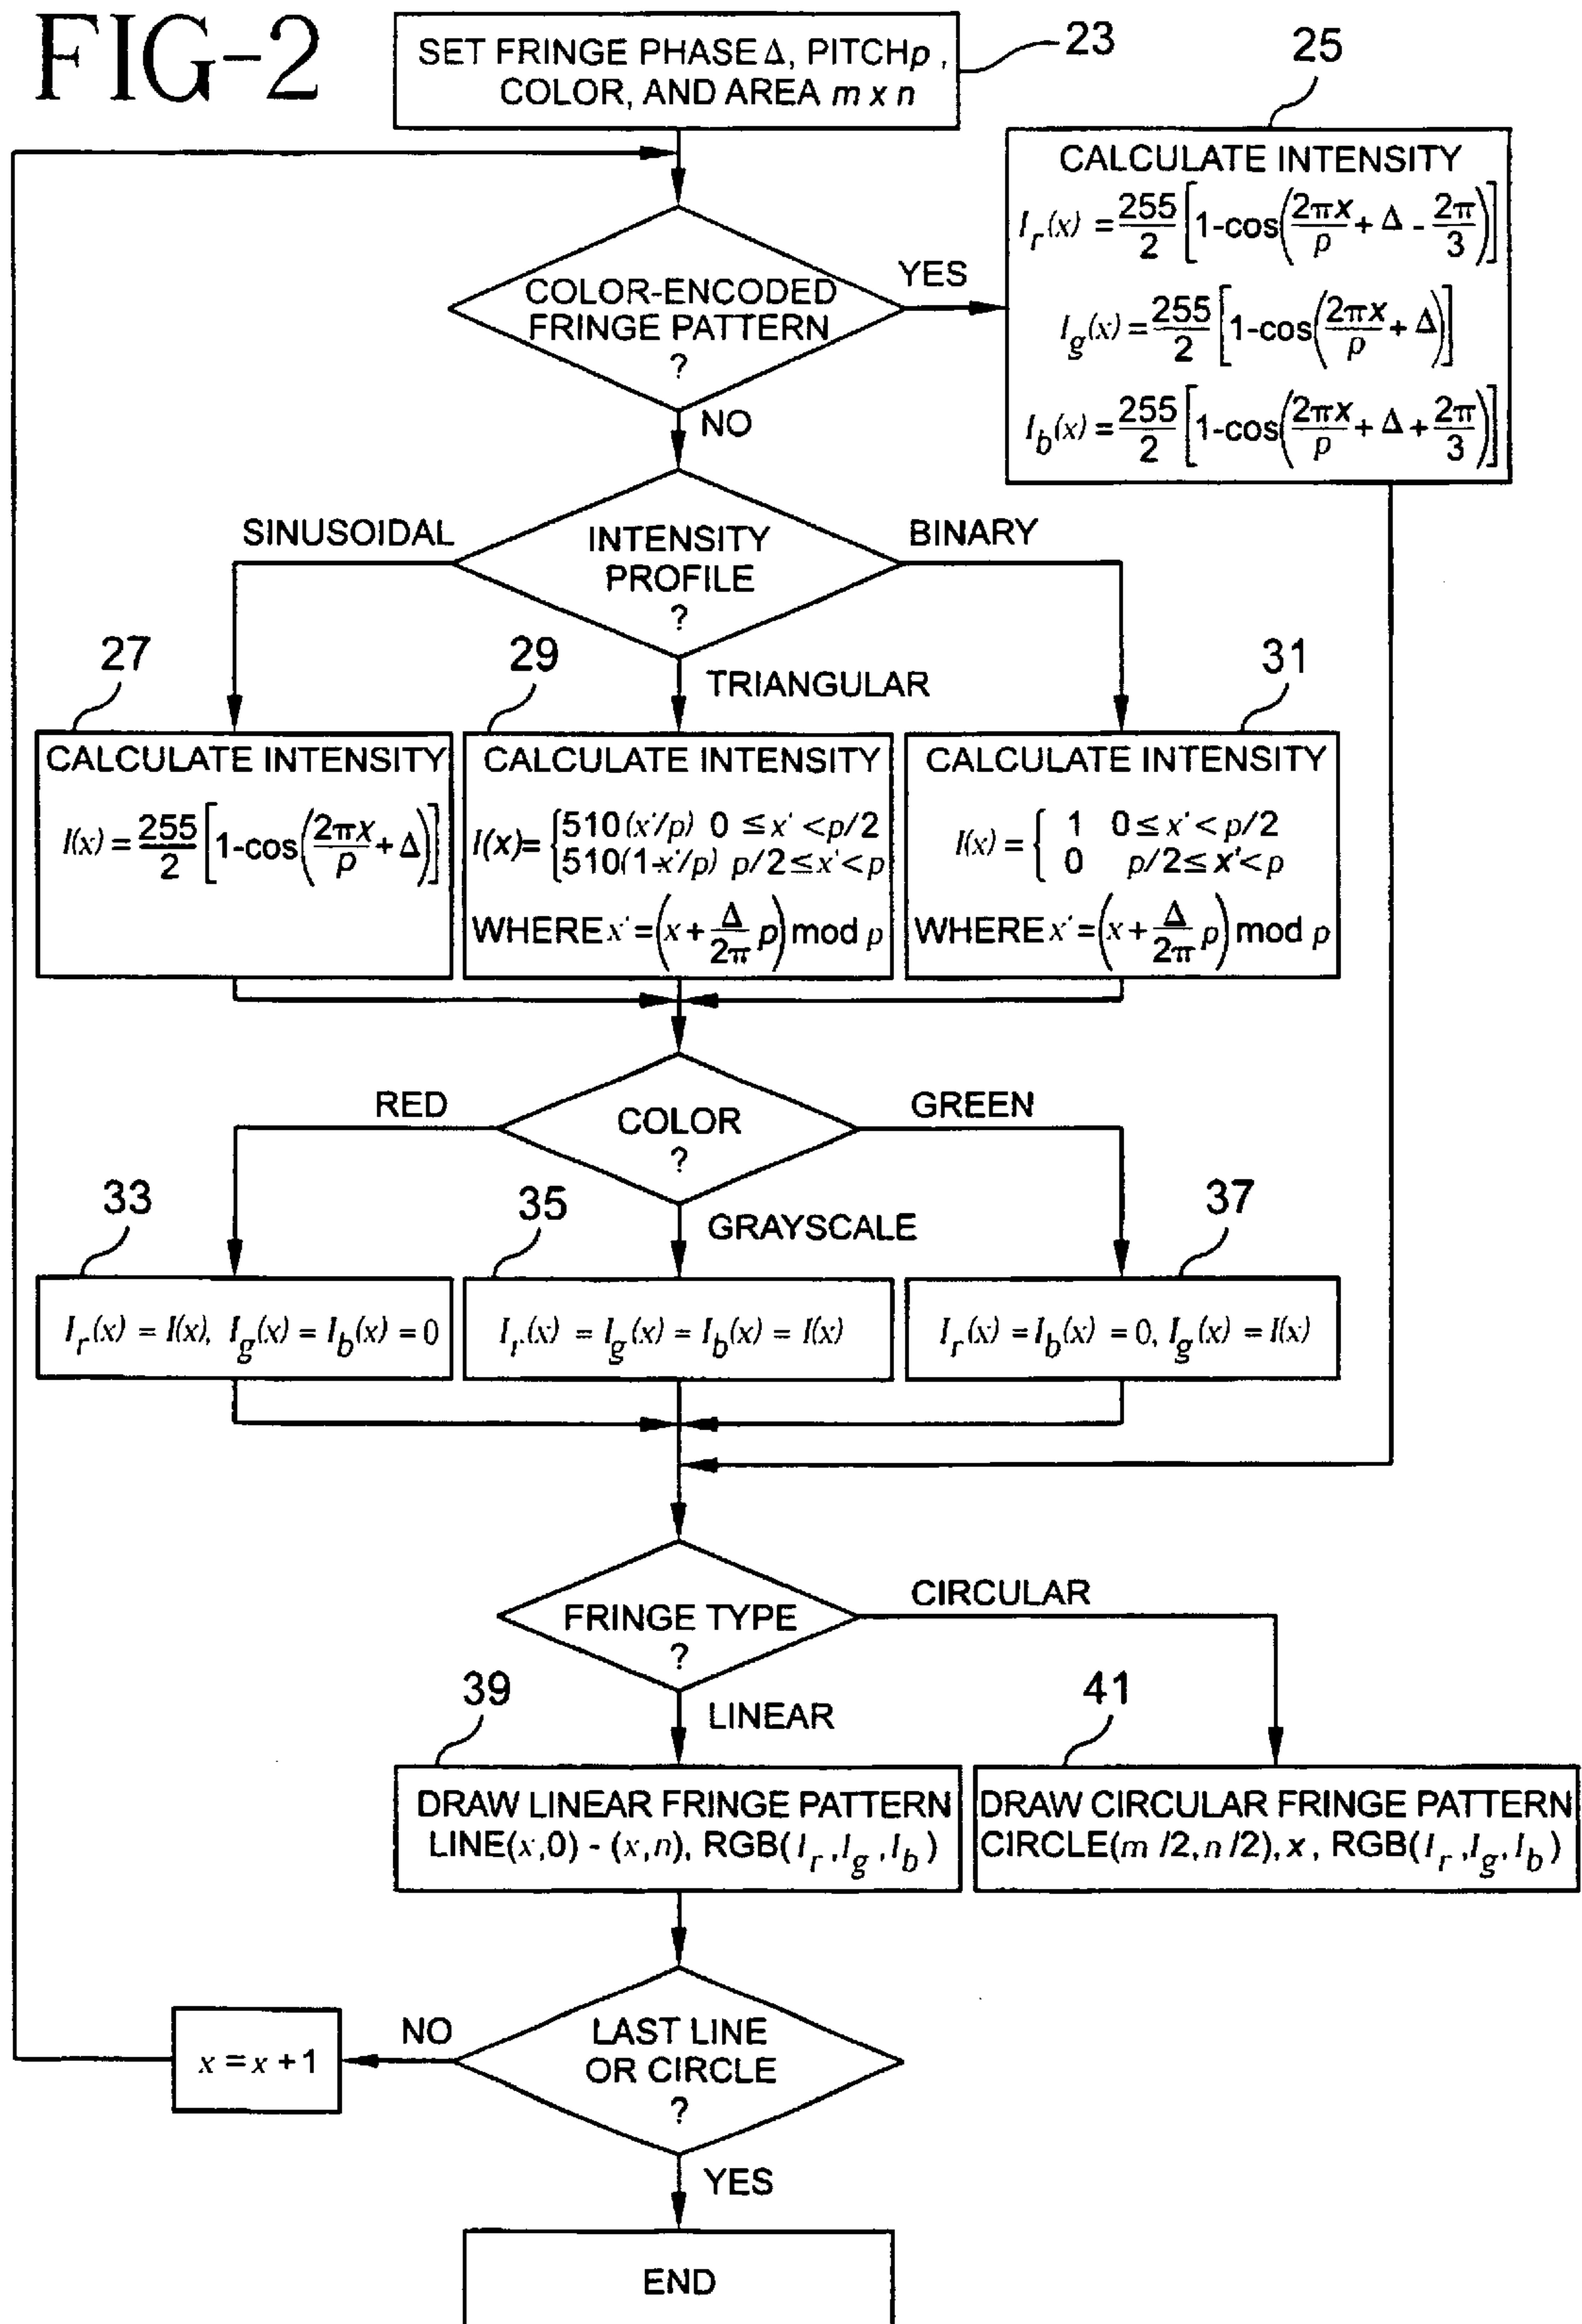 FIG-2
SET FRINGE PHASE Δ, PITCH p,
COLOR, AND AREA m x n
23
25
CALCULATE INTENSITY
I_r(x) = 255/2 [1-cos(2πx/p + Δ - 2π/3)]
I_g(x) = 255/2 [1-cos(2πx/p + Δ)]
I_b(x) = 255/2 [1-cos(2πx/p + Δ + 2π/3)]
COLOR-ENCODED
FRINGE PATTERN
?
YES
NO
SINUSOIDAL
INTENSITY
PROFILE
?
BINARY
TRIANGULAR
27
29
31
CALCULATE INTENSITY
I(x) = 255/2 [1-cos(2πx/p + Δ)]
CALCULATE INTENSITY
I(x) = {510(x'/p) 0 ≤ x' < p/2
510(1-x'/p) p/2 ≤ x' < p
WHERE x' = (x + Δ/2π p) mod p
CALCULATE INTENSITY
I(x) = { 1 0 ≤ x' < p/2
0 p/2 ≤ x' < p
WHERE x' = (x + Δ/2π p) mod p
RED
COLOR
?
GREEN
GRAYSCALE
33
35
37
I_r(x) = I(x), I_g(x) = I_b(x) = 0
I_r(x) = I_g(x) = I_b(x) = I(x)
I_r(x) = I_b(x) = 0, I_g(x) = I(x)
FRINGE TYPE
?
CIRCULAR
LINEAR
39
41
DRAW LINEAR FRINGE PATTERN
LINE(x,0) - (x,n), RGB(I_r,I_g,I_b)
DRAW CIRCULAR FRINGE PATTERN
CIRCLE(m/2,n/2),x, RGB(I_r,I_g,I_b)
LAST LINE
OR CIRCLE
?
NO
x = x + 1
YES
END